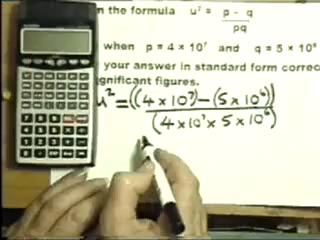 n the formula u² = p - q
pq
when p = 4 × 10⁷ and q = 5 × 10⁶
your answer in standard form correc
gnificant figures.
u² = ((4 × 10⁷) - (5 × 10⁶))
(4 × 10⁷ × 5 × 10⁶)